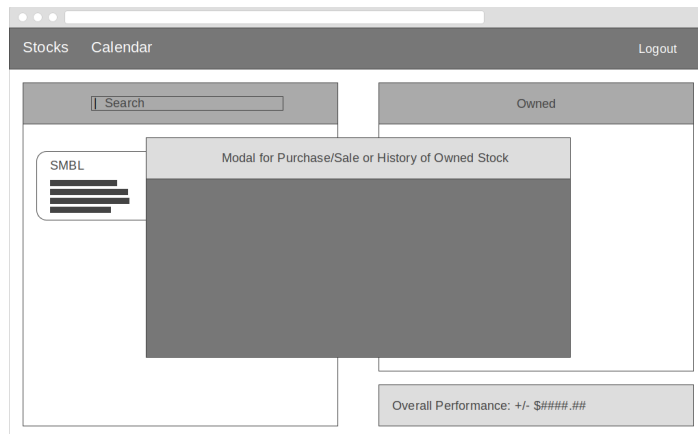 Stocks Calendar Logout
Search
Owned
SMBL
Modal for Purchase/Sale or History of Owned Stock
Overall Performance: +/- $####.##